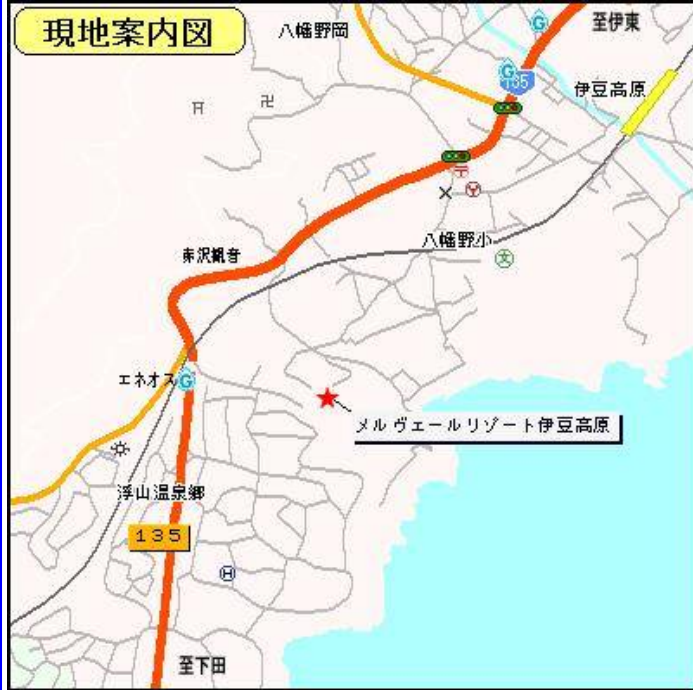 現地案内図
八幡野岡
至伊東
G
G
135
伊豆高原
八幡野小
文
赤沢観音
エネオス
G
メルヴェールリゾート伊豆高原
浮山温泉郷
135
H
至下田